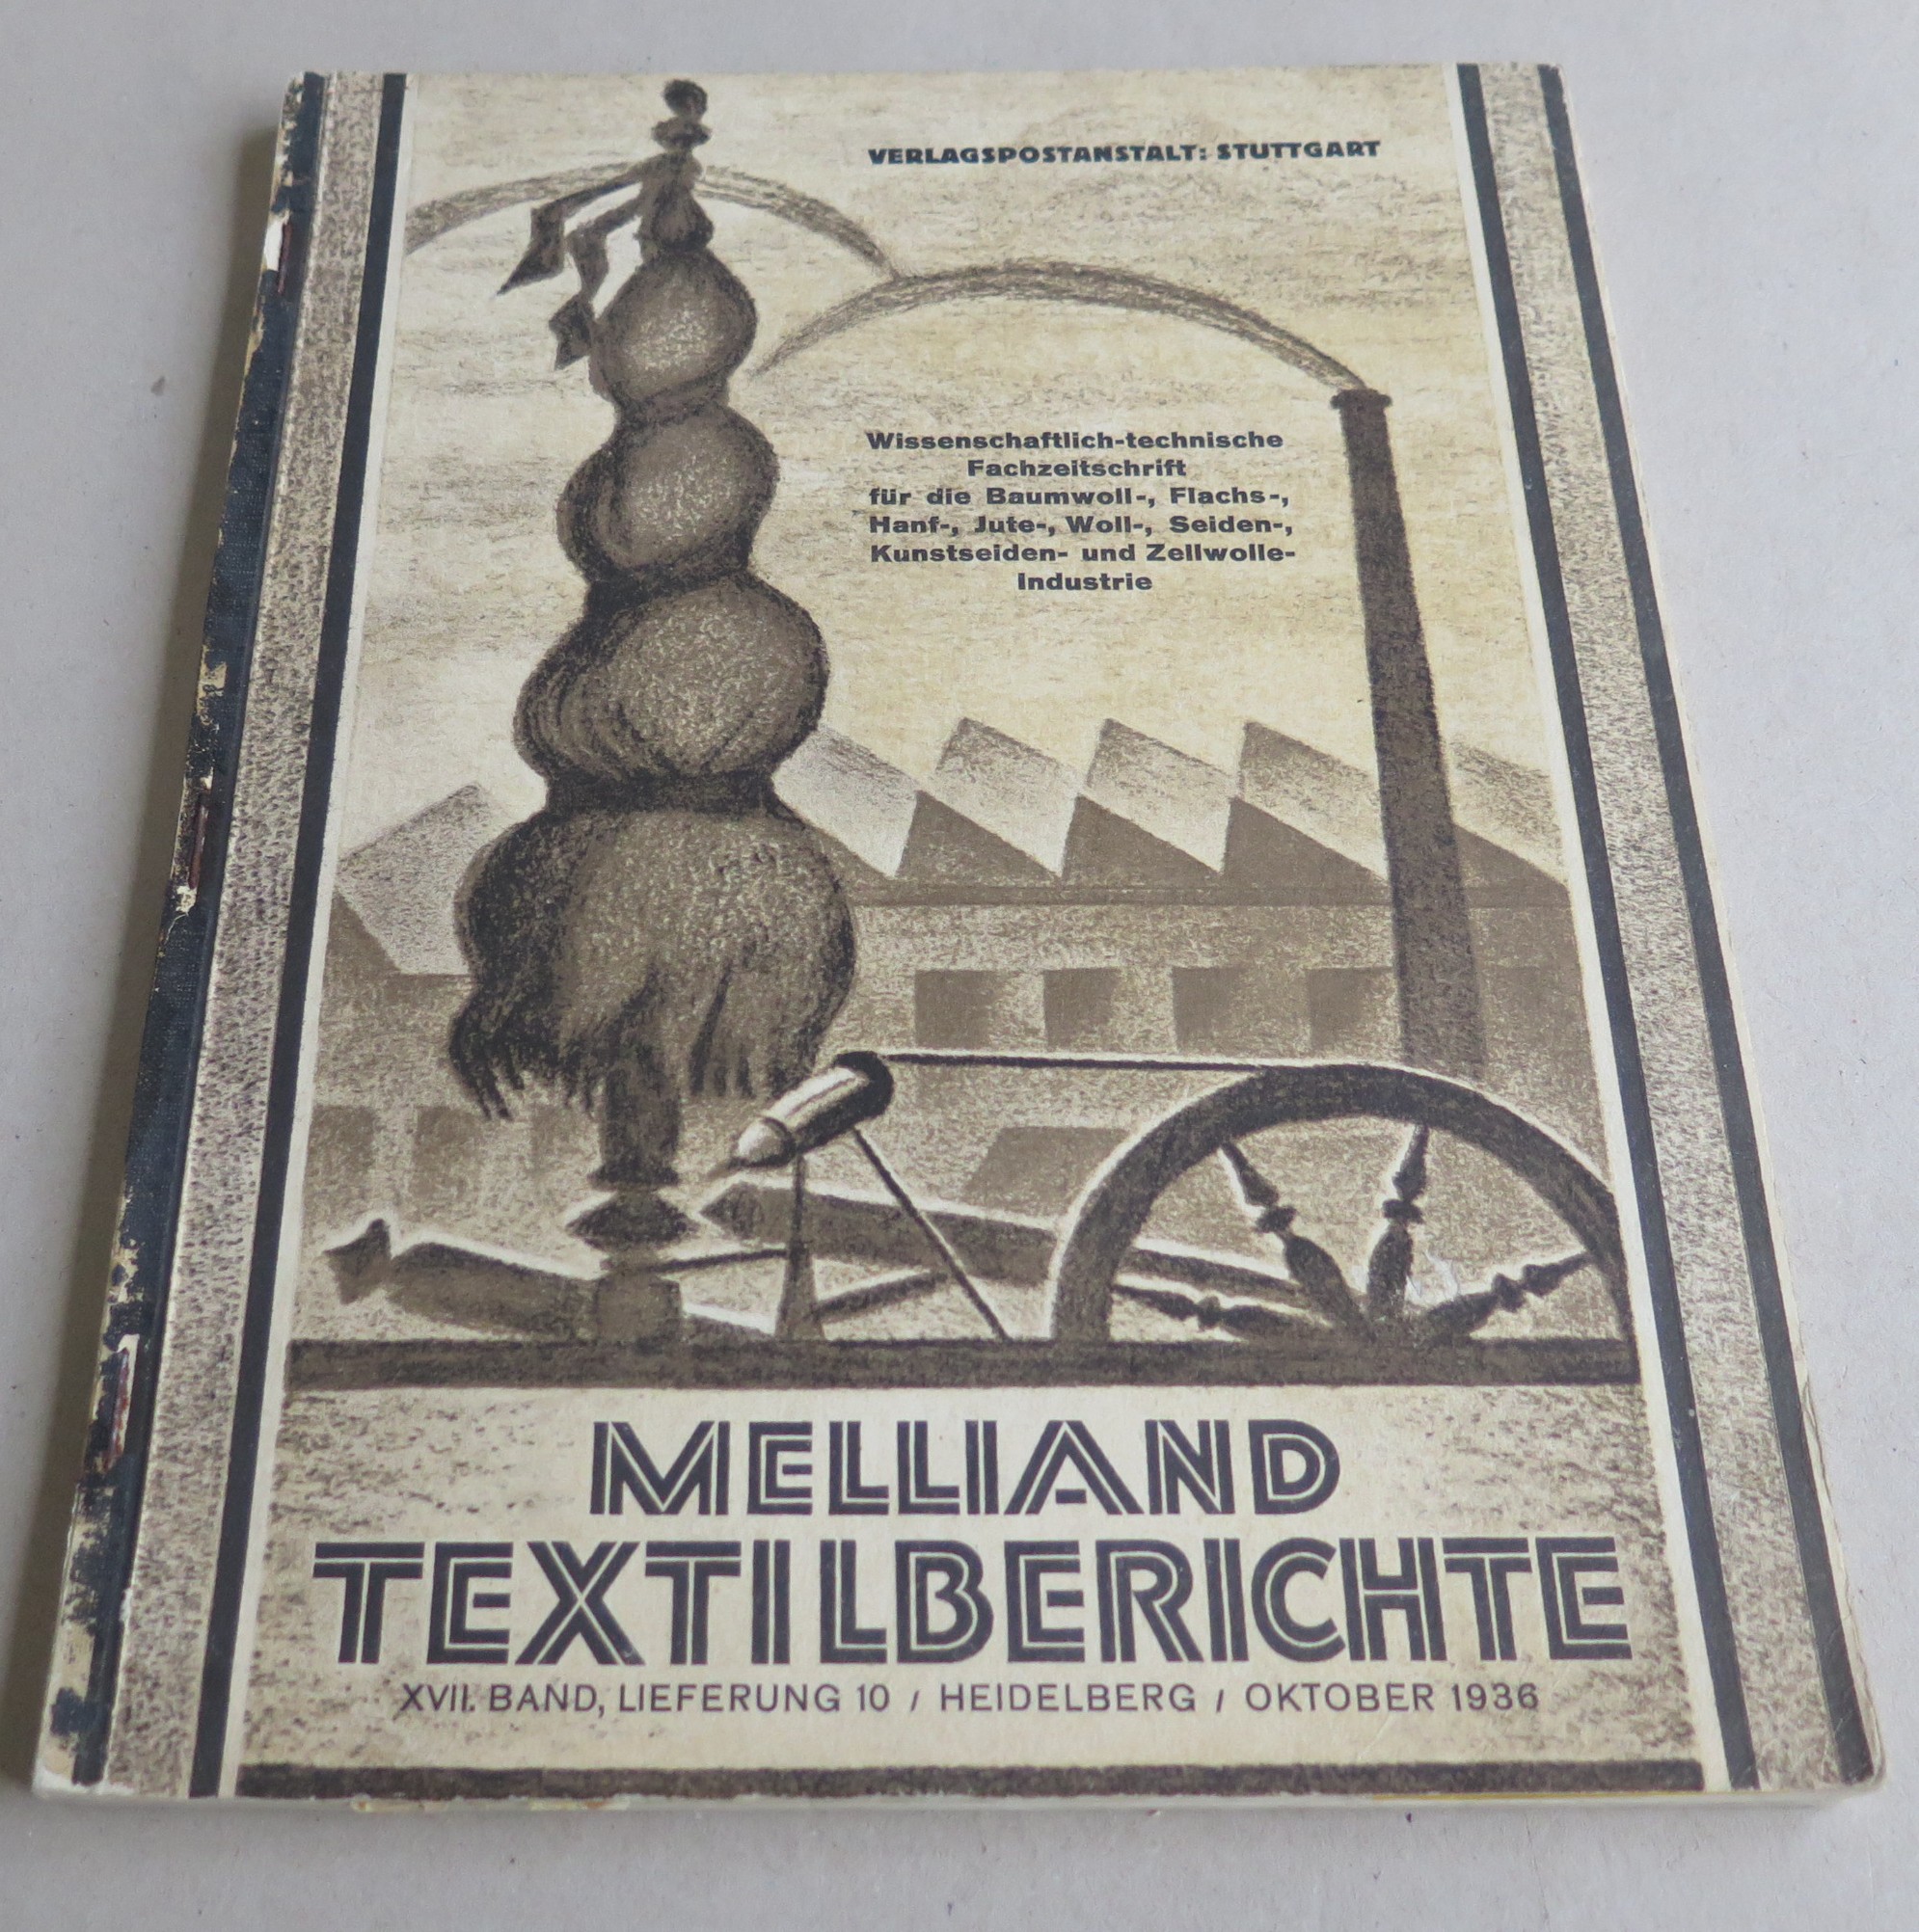 VERLAGSPOSTANSTALT: STUTTGART
Wissenschaftlich-technische
Fachzeitschrift
für die Baumwoll-, Flachs-,
Hanf-, Jute-, Woll-, Seiden-,
Kunstseiden- und Zellwolle-
Industrie
MELLIAND
TEXTILBERICHTE
XVII. BAND, LIEFERUNG 10 / HEIDELBERG / OKTOBER 1936